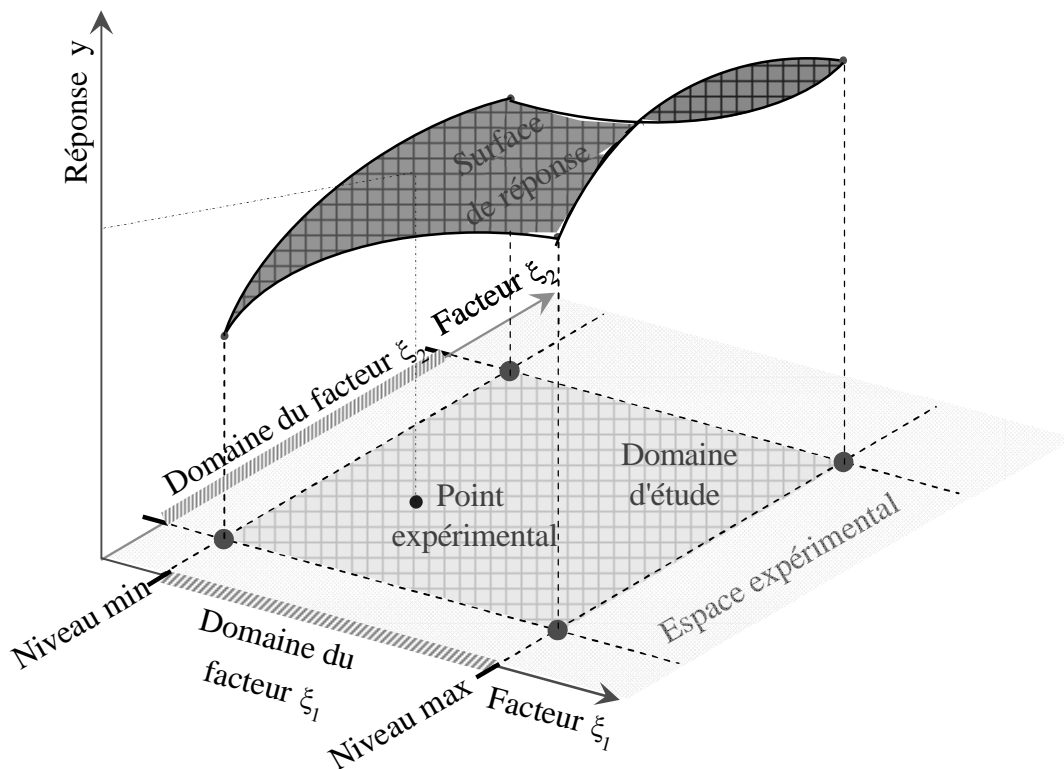 Réponse y
Surface
de réponse
Facteur ξ2
Domaine du facteur ξ2
Domaine
d'étude
Point
expérimental
Espace expérimental
Niveau min
Domaine du
facteur ξ1
Niveau max
Facteur ξ1